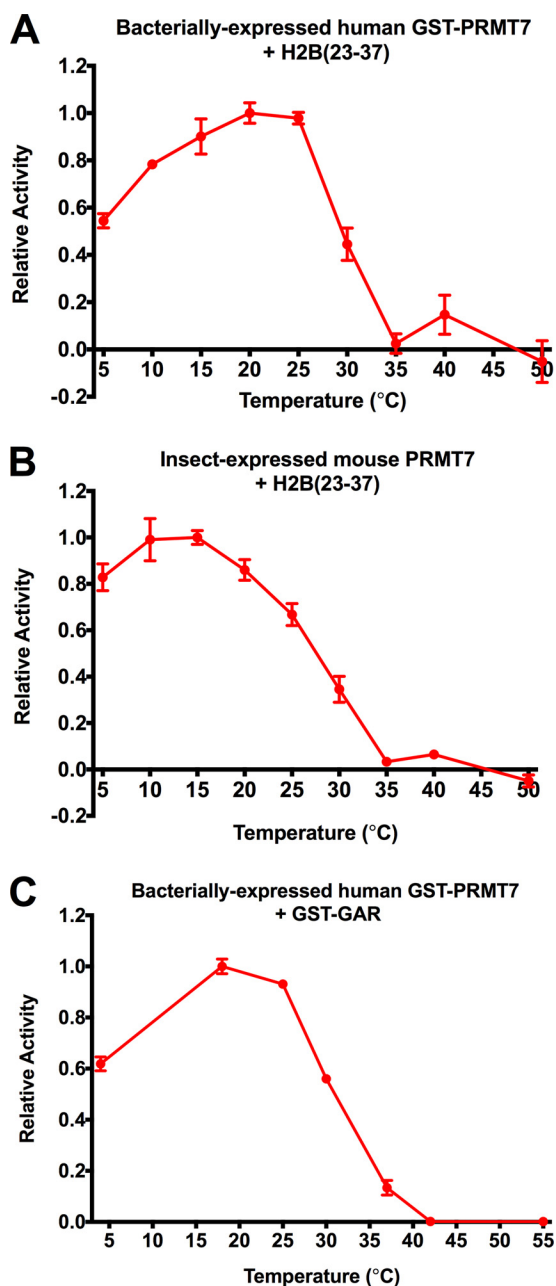 A
Bacterially-expressed human GST-PRMT7
+ H2B(23-37)
1.2
1.0
0.8
0.6
0.4
0.2
0.0
-0.2
Relative Activity
5 10 15 20 25 30 35 40 45 50
Temperature (°C)
B
Insect-expressed mouse PRMT7
+ H2B(23-37)
1.2
1.0
0.8
0.6
0.4
0.2
0.0
-0.2
Relative Activity
5 10 15 20 25 30 35 40 45 50
Temperature (°C)
C
Bacterially-expressed human GST-PRMT7
+ GST-GAR
1.2
1.0
0.8
0.6
0.4
0.2
0.0
Relative Activity
5 10 15 20 25 30 35 40 45 50 55
Temperature (°C)